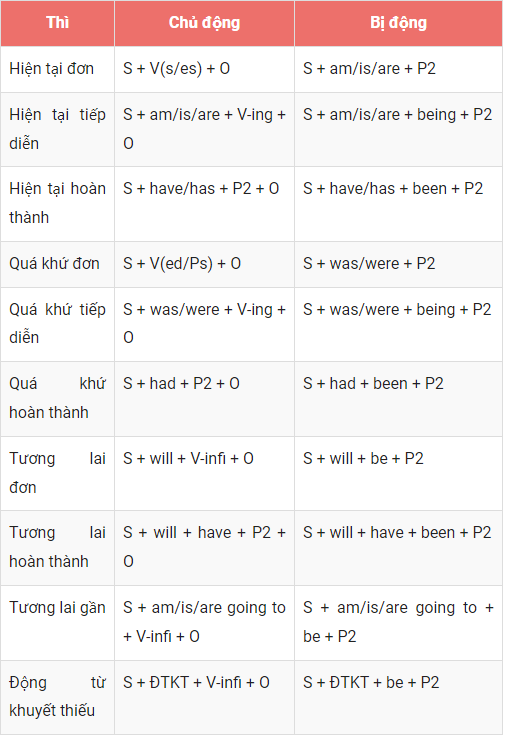 Thì Chủ động Bị động
Hiện tại đơn S + V(s/es) + O S + am/is/are + P2
Hiện tại tiếp S + am/is/are + V-ing + S + am/is/are + being + P2
diễn O
Hiện tại hoàn S + have/has + P2 + O S + have/has + been + P2
thành
Quá khứ đơn S + V(ed/Ps) + O S + was/were + P2
Quá khứ tiếp S + was/were + V-ing + S + was/were + being + P2
diễn O
Quá khứ S + had + P2 + O S + had + been + P2
hoàn thành
Tương lai S + will + V-infi + O S + will + be + P2
đơn
Tương lai S + will + have + P2 + S + will + have + been + P2
hoàn thành O
Tương lai gần S + am/is/are going to S + am/is/are going to +
+ V-infi + O be + P2
Động từ S + ĐTKT + V-infi + O S + ĐTKT + be + P2
khuyết thiếu